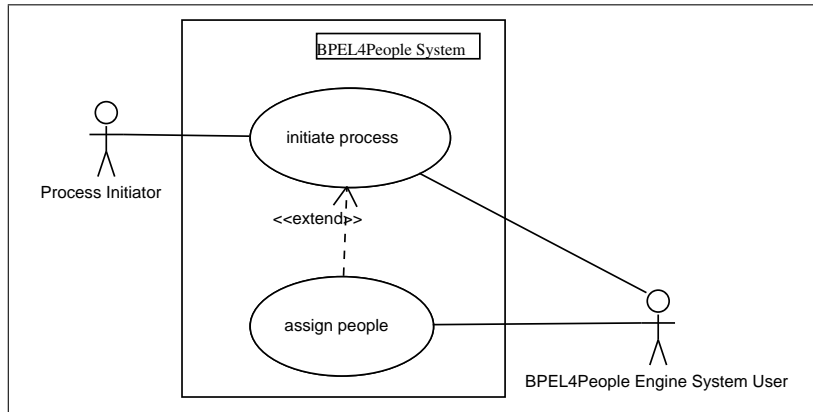 BPEL4People System
initiate process
Process Initiator
<<extend>>
assign people
BPEL4People Engine System User